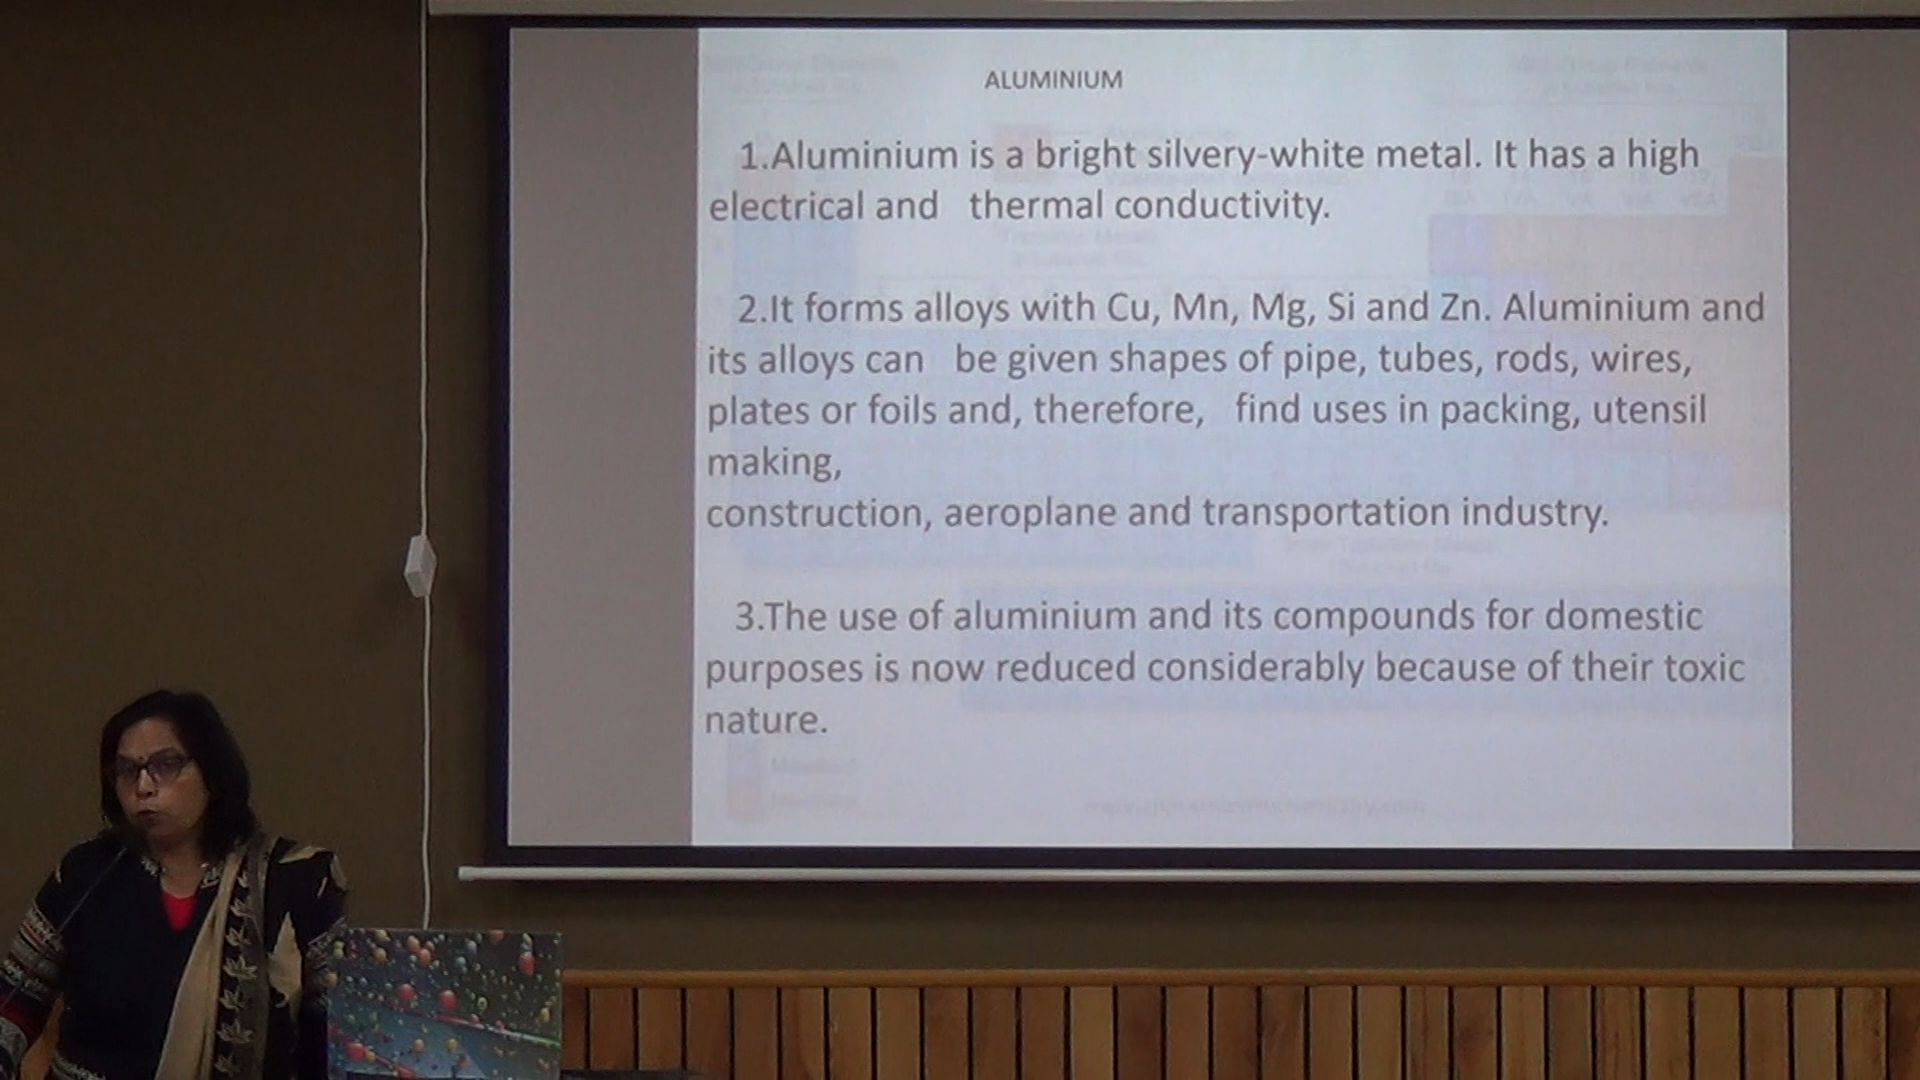 ALUMINIUM
1.Aluminium is a bright silvery-white metal. It has a high
electrical and thermal conductivity.
2.It forms alloys with Cu, Mn, Mg, Si and Zn. Aluminium and
its alloys can be given shapes of pipe, tubes, rods, wires,
plates or foils and, therefore, find uses in packing, utensil
making,
construction, aeroplane and transportation industry.
3.The use of aluminium and its compounds for domestic
purposes is now reduced considerably because of their toxic
nature.